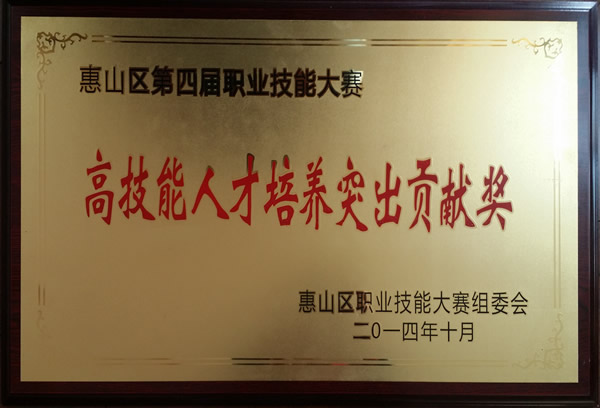 惠山区第四届职业技能大赛
高技能人才培养突出贡献奖
惠山区职业技能大赛组委会
二0一四年十月